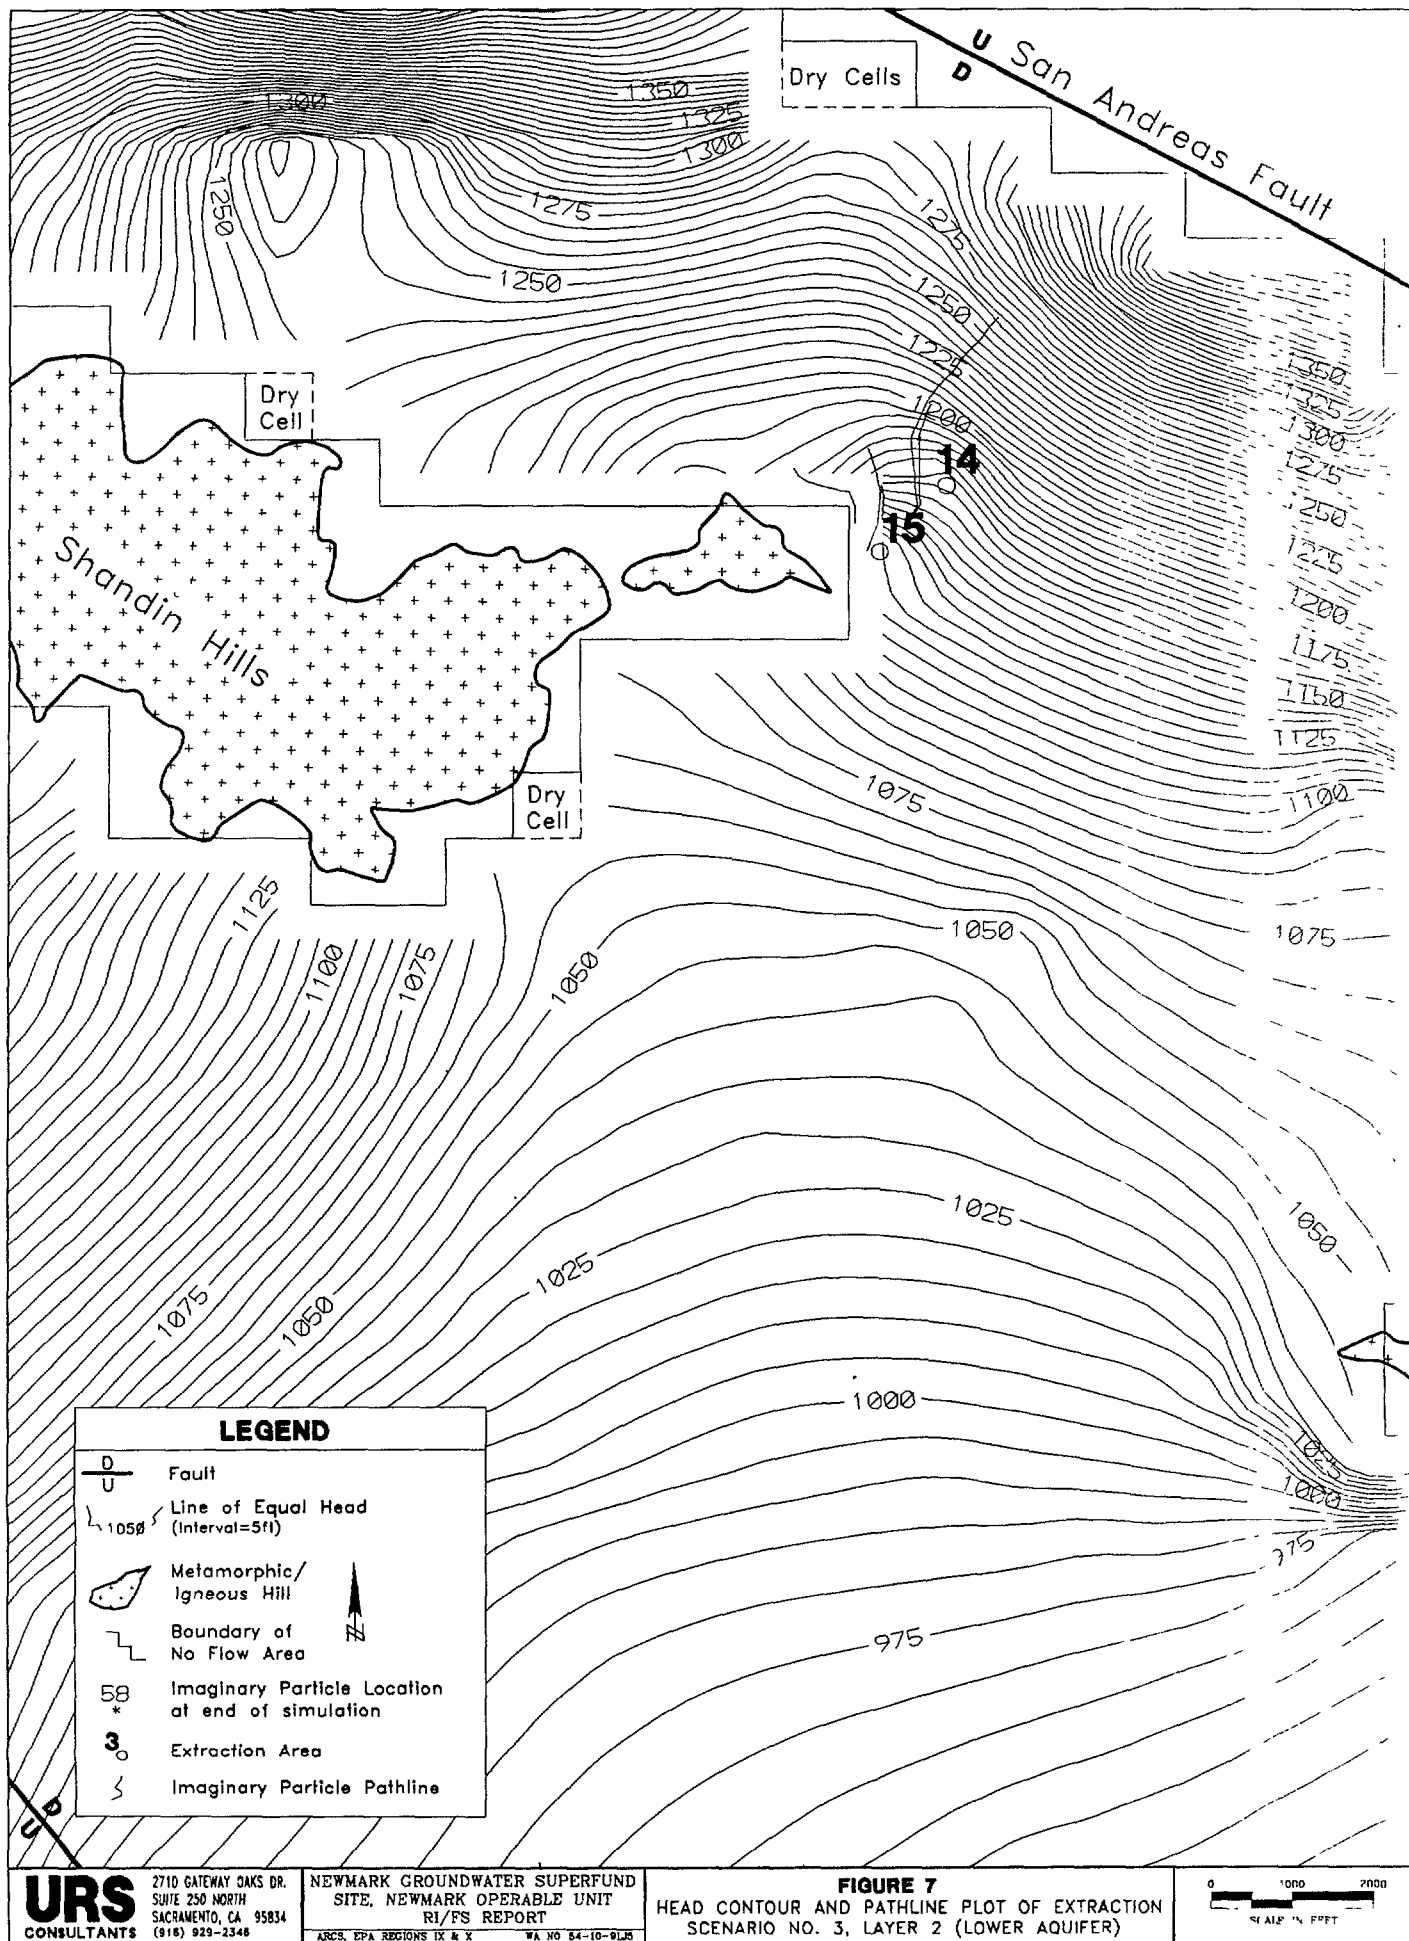 U San Andreas Fault
D
Dry Cells
1300
1350
1325
1300
1250
1275
1275
1250
1250
1225
1200
1350
1325
1300
1275
1250
1225
1200
1175
1150
1125
1100
Dry
Cell
14
15
Shandin Hills
Dry
Cell
1075
1125
1100
1075
1050
1050
1075
1025
1025
1050
1075
1050
1000
1025
1000
975
975
LEGEND
D
U
Fault
1050
Line of Equal Head
(Interval=5ft)
Metamorphic/
Igneous Hill
N
Boundary of
No Flow Area
58
*
Imaginary Particle Location
at end of simulation
3
Extraction Area
Imaginary Particle Pathline
D
U
URS
CONSULTANTS
2710 GATEWAY OAKS DR.
SUITE 250 NORTH
SACRAMENTO, CA 95834
(916) 929-2346
NEWMARK GROUNDWATER SUPERFUND
SITE, NEWMARK OPERABLE UNIT
RI/FS REPORT
ARCS, EPA REGIONS IX & X
WA NO 54-10-9LJ5
FIGURE 7
HEAD CONTOUR AND PATHLINE PLOT OF EXTRACTION
SCENARIO NO. 3, LAYER 2 (LOWER AQUIFER)
0 1000 2000
SCALE IN FEET